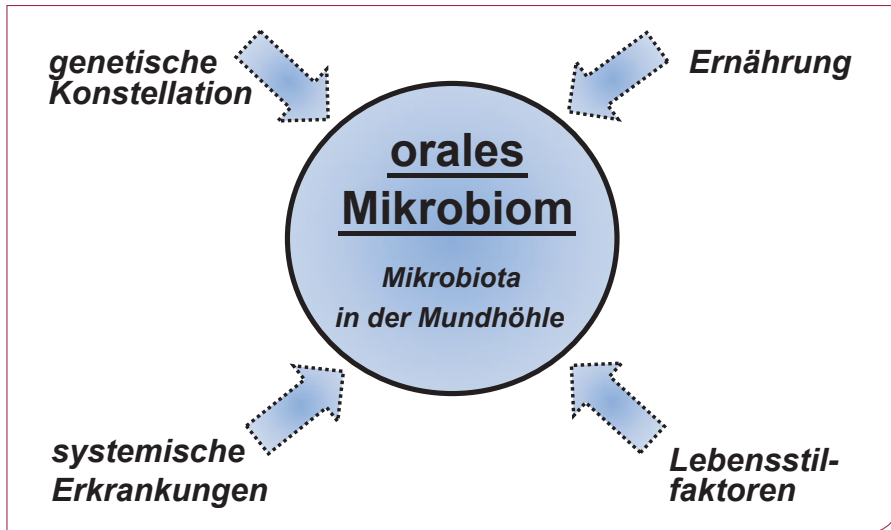 genetische
Konstellation
Ernährung
orales
Mikrobiom
Mikrobiota
in der Mundhöhle
systemische
Erkrankungen
Lebensstil-
faktoren